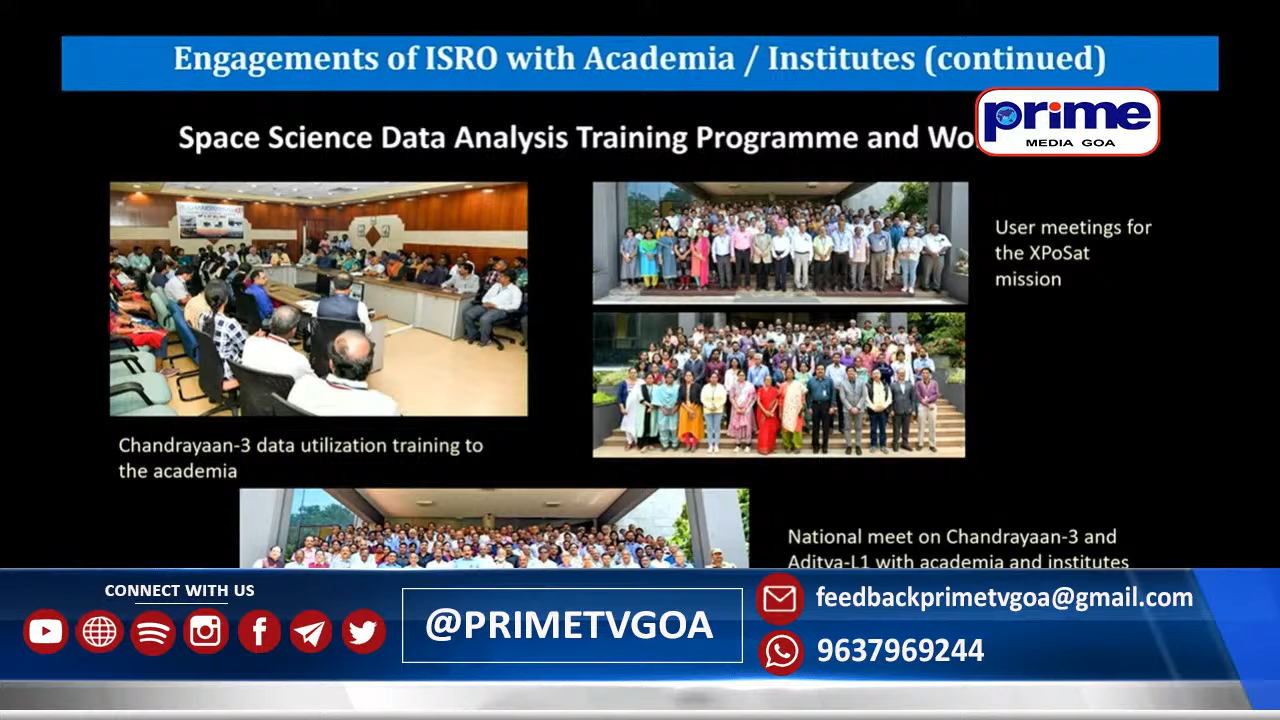 Engagements of ISRO with Academia / Institutes (continued)
prime
MEDIA GOA
Space Science Data Analysis Training Programme and
User meetings for
the XPoSat
mission
Chandrayaan-3 data utilization training to
the academia
National meet on Chandrayaan-3 and
Aditya-L1 with academia and institutes
CONNECT WITH US
@PRIMETVGOA
feedbackprimetvgoa@gmail.com
9637969244